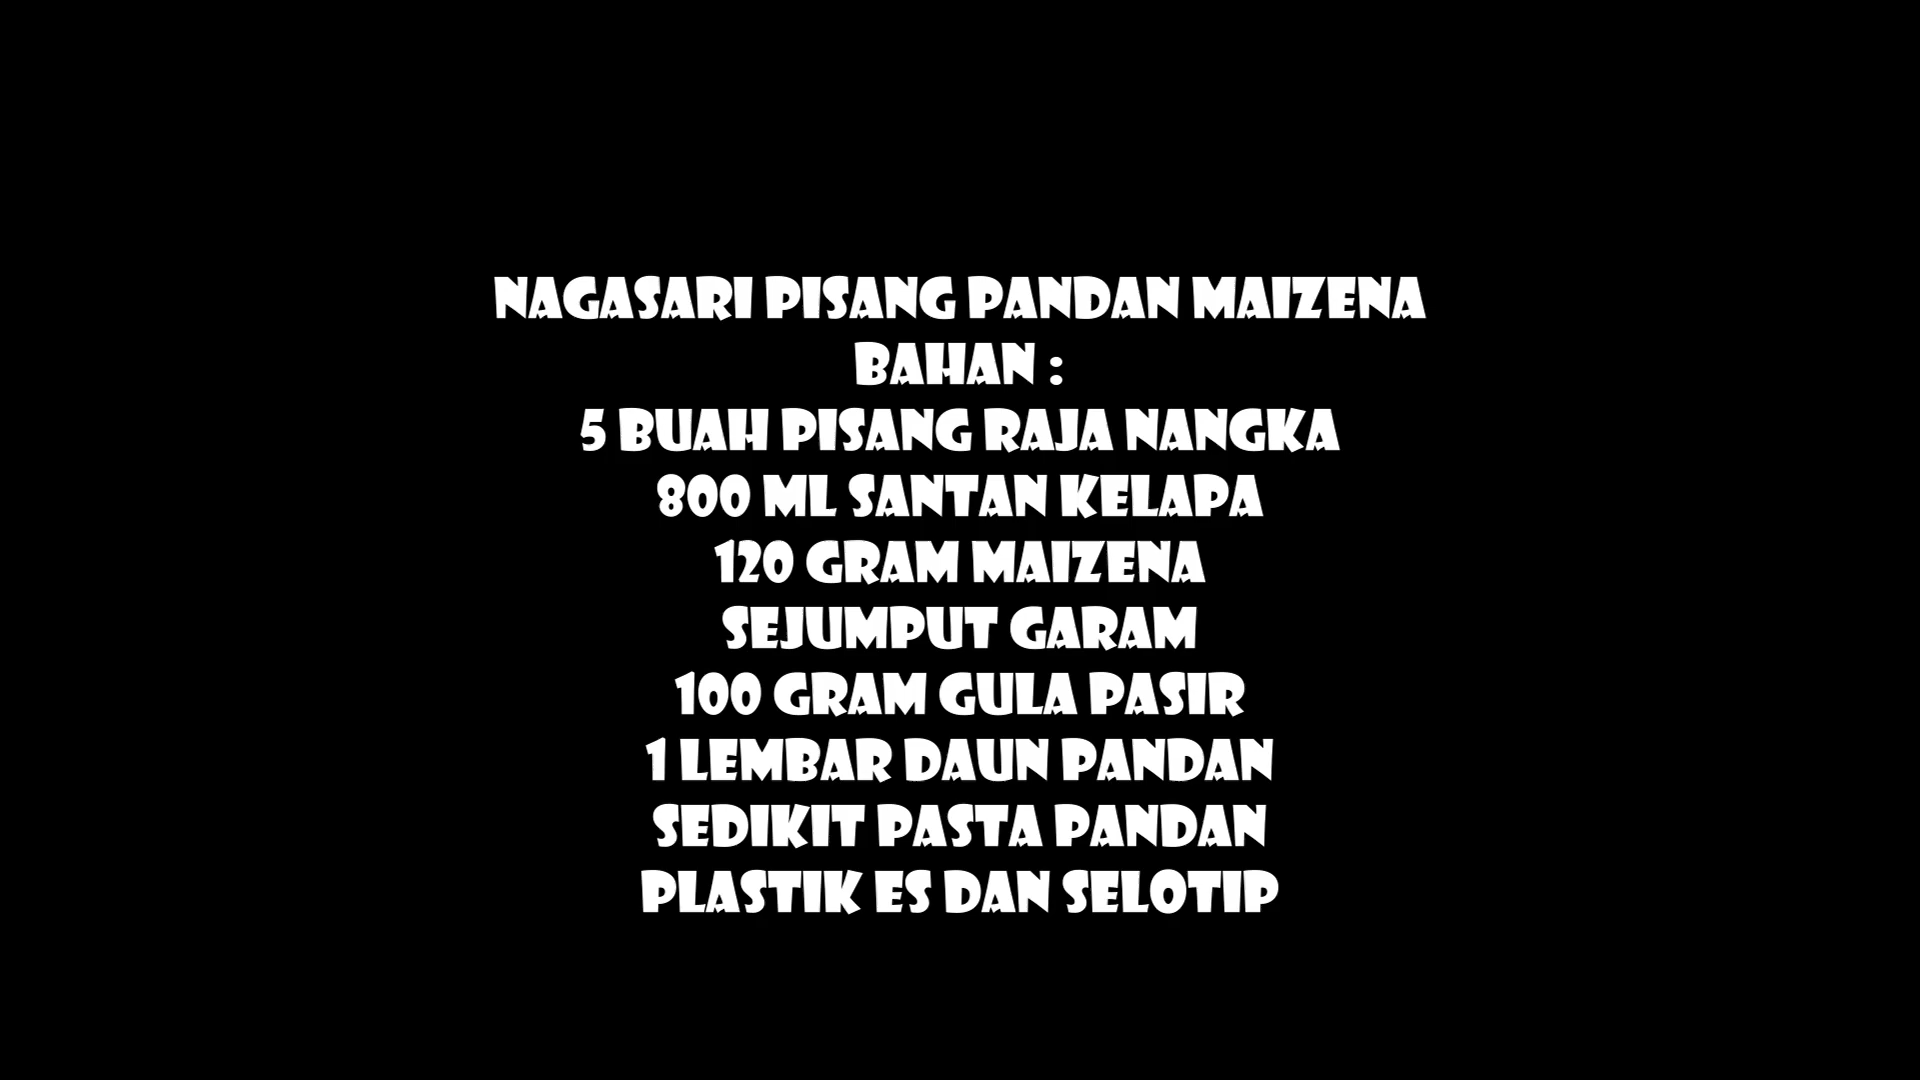 NAGASARI PISANG PANDAN MAIZENA
BAHAN :
5 BUAH PISANG RAJA NANGKA
800 ML SANTAN KELAPA
120 GRAM MAIZENA
SEJUMPUT GARAM
100 GRAM GULA PASIR
1 LEMBAR DAUN PANDAN
SEDIKIT PASTA PANDAN
PLASTIK ES DAN SELOTIP